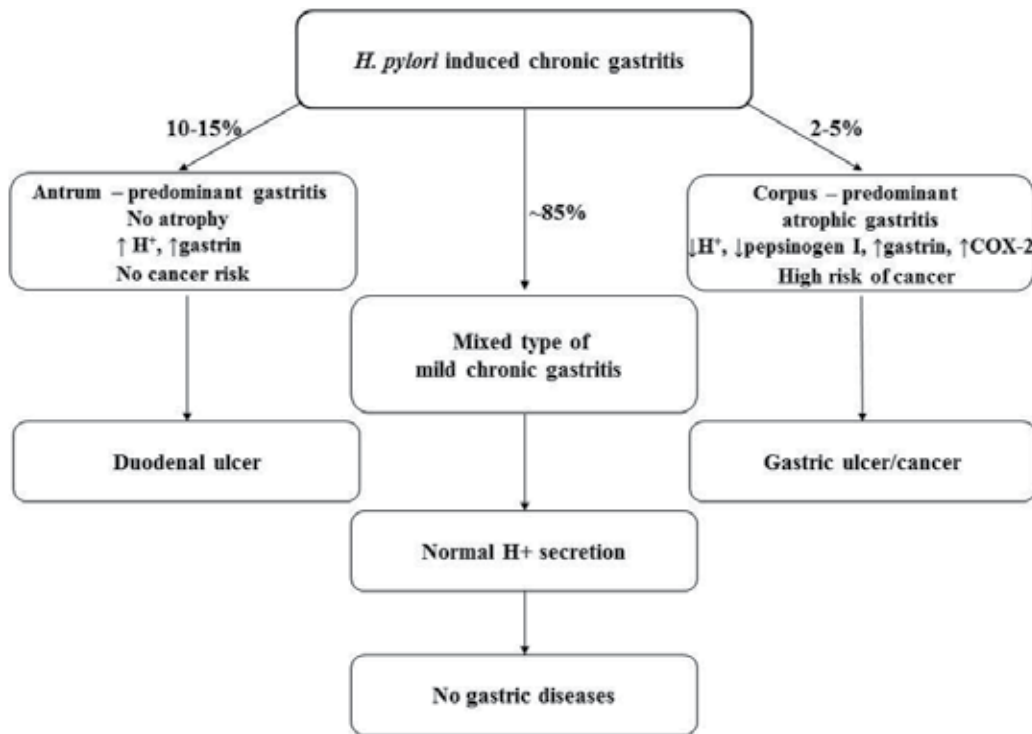 H. pylori induced chronic gastritis
10-15%
2-5%
Antrum – predominant gitritis
No atrophy
↑ H⁺, ↑gastrin
No cancer risk
~85%
Corpus – predominant
atrophic gastritis
↓H⁺, ↓pepsinogen I, ↑gastrin, ↑COX-2
High risk of cancer
Mixed type of
mild chronic gastritis
Duodenal ulcer
Gastric ulcer/cancer
Normal H+ secretion
No gastric diseases